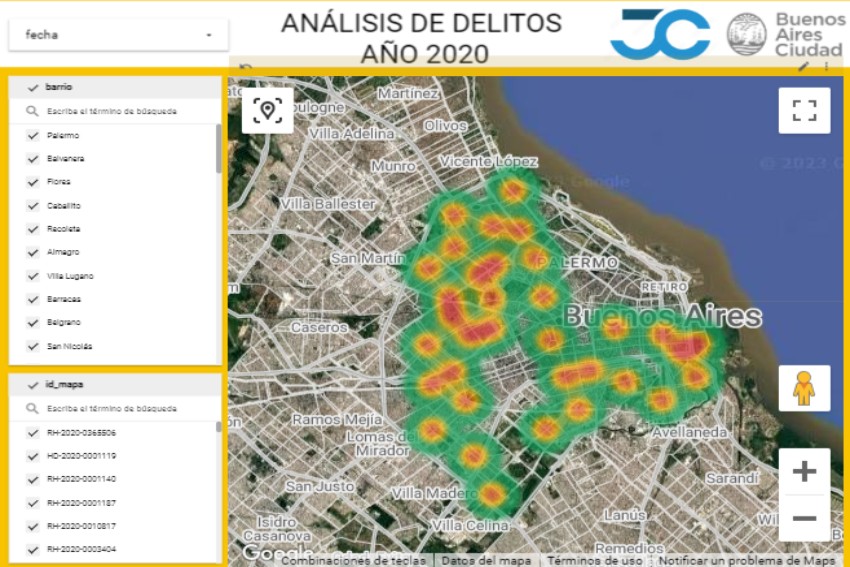 fecha
ANÁLISIS DE DELITOS
AÑO 2020
JC
Buenos
Aires
Ciudad
barrio
Escribe el término de búsqueda
Palermo
Balvanera
Flores
Caballito
Recoleta
Almagro
Villa Lugano
Barracas
Belgrano
San Nicolás
id_mapa
Escribe el término de búsqueda
RH-2020-0365506
HD-2020-0001119
RH-2020-0001140
RH-2020-0001187
RH-2020-0010817
RH-2020-0003404
Martínez
oulogne
Olivos
Villa Adelina
Munro
Vicente López
© 2023 G
Google
Villa Ballester
San Martín
PALERMO
RETIRO
Buenos Aires
Caseros
Ramos Mejía
Lomas del
Mirador
Avellaneda
San Justo
Villa Madero
Sarandí
Villa Celina
Lanús
Isidro
Casanova
Wil
Remedios
Google
Combinaciones de teclas
Datos del mapa
Términos de uso
Notificar un problema de Maps